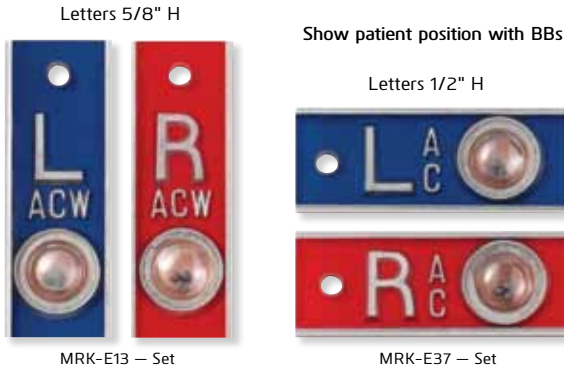 Letters 5/8" H
L
ACW
R
ACW
MRK-E13 — Set
Show patient position with BBs
Letters 1/2" H
L A C
R A C
MRK-E37 — Set